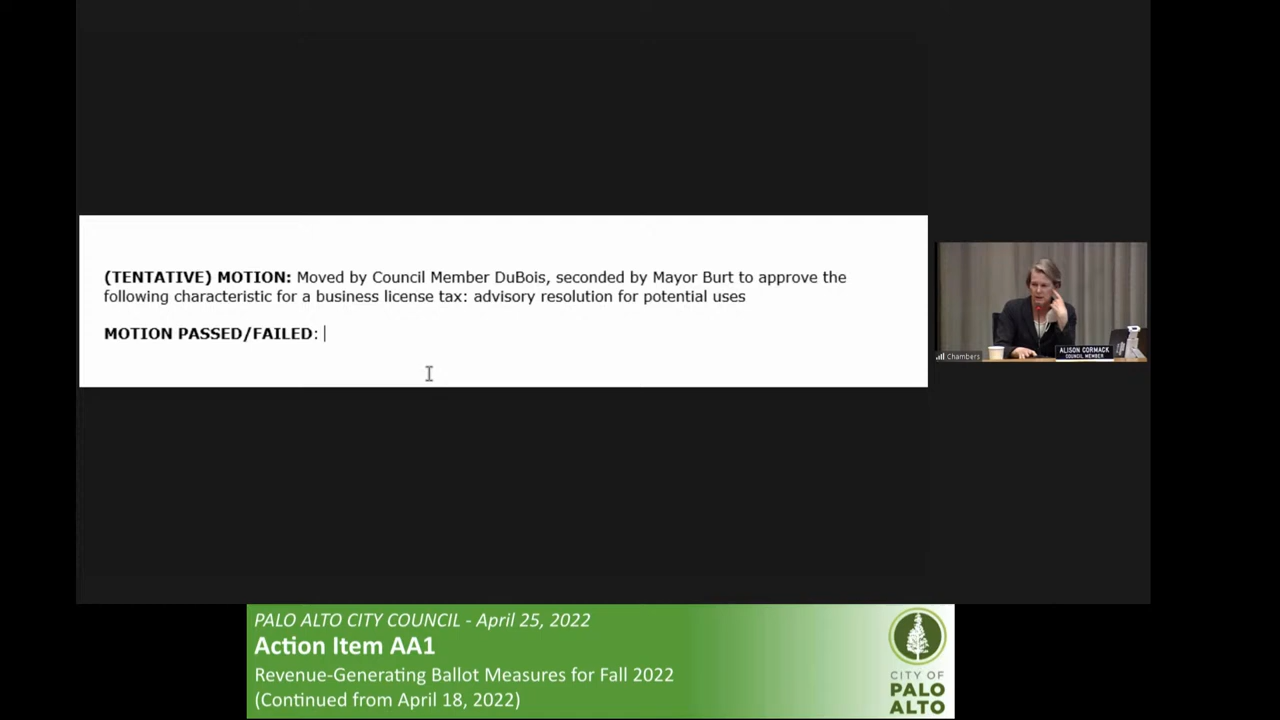 (TENTATIVE) MOTION: Moved by Council Member DuBois, seconded by Mayor Burt to approve the
following characteristic for a business license tax: advisory resolution for potential uses
MOTION PASSED/FAILED:
Chambers
ALISON CORMACK
COUNCIL MEMBER
PALO ALTO CITY COUNCIL - April 25, 2022
Action Item AA1
Revenue-Generating Ballot Measures for Fall 2022
(Continued from April 18, 2022)
CITY OF
PALO
ALTO